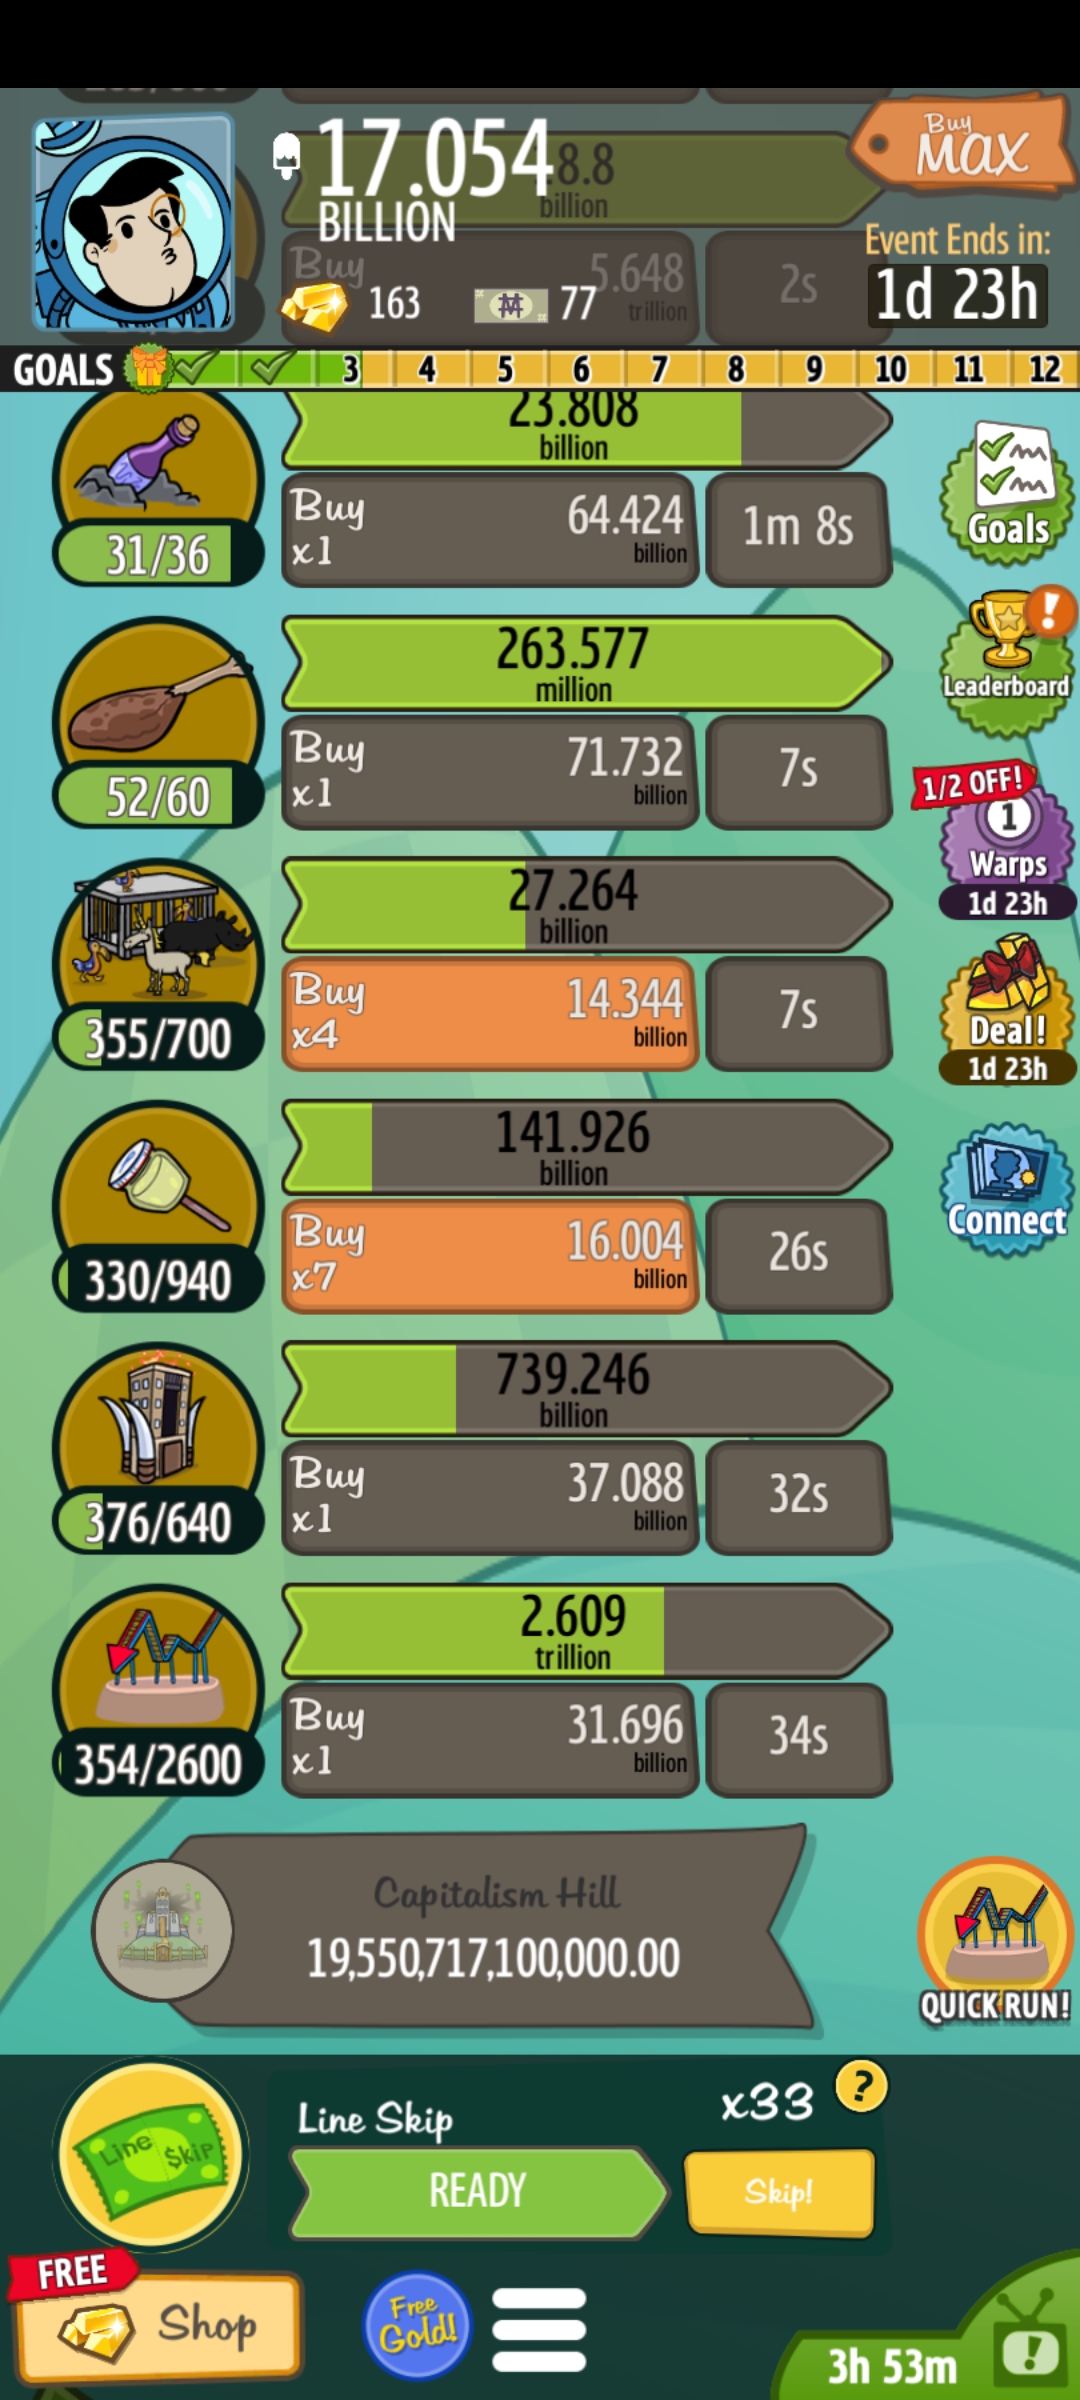 Buy
MAX
17.054
BILLION
8.8
billion
Event Ends in:
1d 23h
Buy
5.648
trillion
2s
163
77
GOALS
3
4
5
6
7
8
9
10
11
12
23.808
billion
31/36
Buy
x1
64.424
billion
1m 8s
Goals
263.577
million
52/60
Buy
x1
71.732
billion
7s
Leaderboard
1/2 OFF!
1
Warps
1d 23h
27.264
billion
355/700
Buy
x4
14.344
billion
7s
Deal!
1d 23h
141.926
billion
330/940
Buy
x7
16.004
billion
26s
Connect
739.246
billion
376/640
Buy
x1
37.088
billion
32s
2.609
trillion
354/2600
Buy
x1
31.696
billion
34s
Capitalism Hill
19,550,717,100,000.00
QUICK RUN!
Line $kip
Line Skip
x33
?
READY
Skip!
FREE
Shop
Free
Gold!
3h 53m
!